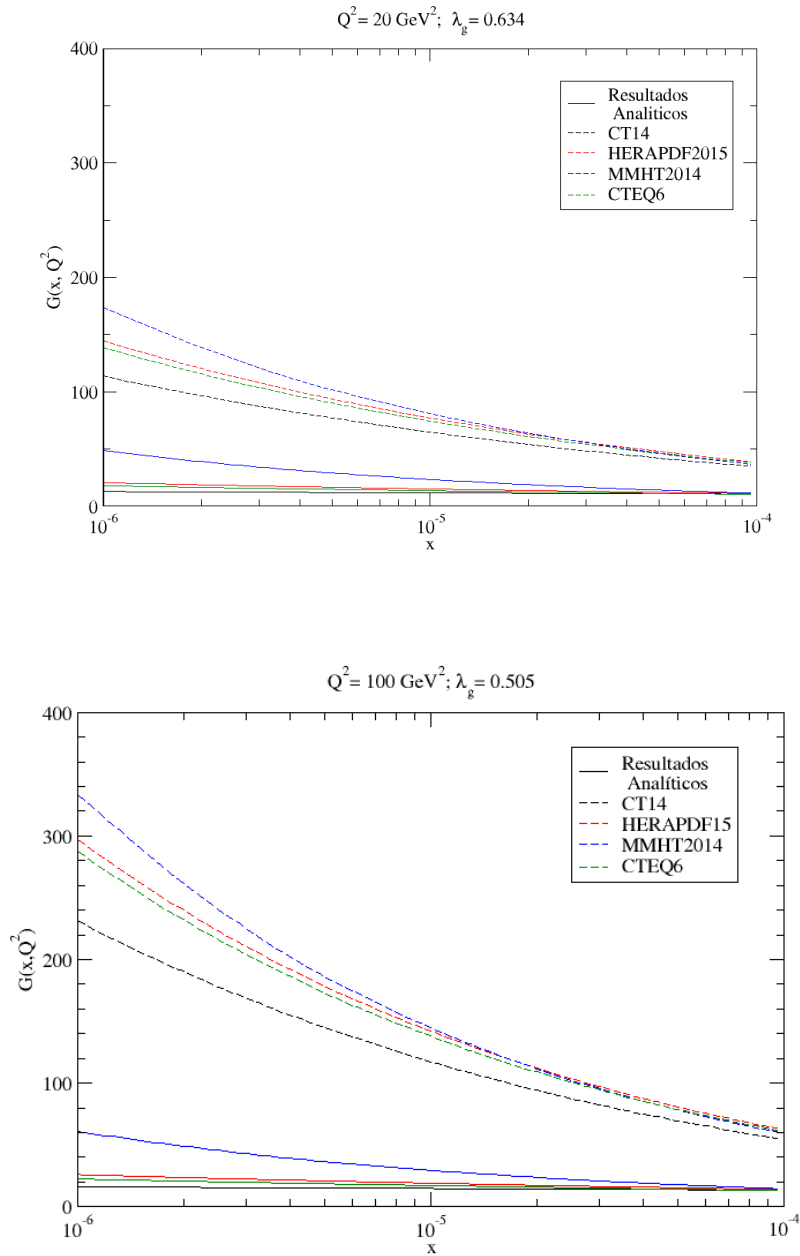 Q²= 20 GeV²; λg= 0.634
400
300
200
100
0
G(x, Q²)
Resultados
Analiticos
CT14
HERAPDF2015
MMHT2014
CTEQ6
10⁻⁶
10⁻⁵
10⁻⁴
x
Q²= 100 GeV²; λg= 0.505
400
300
200
100
0
G(x,Q²)
Resultados
Analíticos
CT14
HERAPDF15
MMHT2014
CTEQ6
10⁻⁶
10⁻⁵
10⁻⁴
x